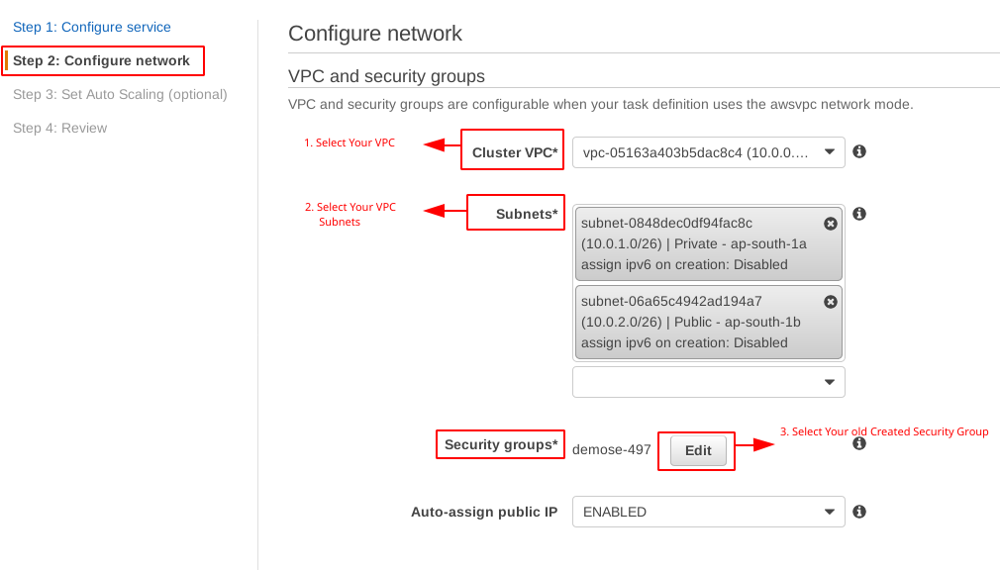 Step 1: Configure service
Step 2: Configure network
Step 3: Set Auto Scaling (optional)
Step 4: Review
Configure network
VPC and security groups
VPC and security groups are configurable when your task definition uses the awsvpc network mode.
1. Select Your VPC
Cluster VPC*
vpc-05163a403b5dac8c4 (10.0.0....
2. Select Your VPC
Subnets
Subnets*
subnet-0848dec0df94fac8c
(10.0.1.0/26) | Private - ap-south-1a
assign ipv6 on creation: Disabled
subnet-06a65c4942ad194a7
(10.0.2.0/26) | Public - ap-south-1b
assign ipv6 on creation: Disabled
Security groups*
demose-497
Edit
3. Select Your old Created Security Group
Auto-assign public IP
ENABLED